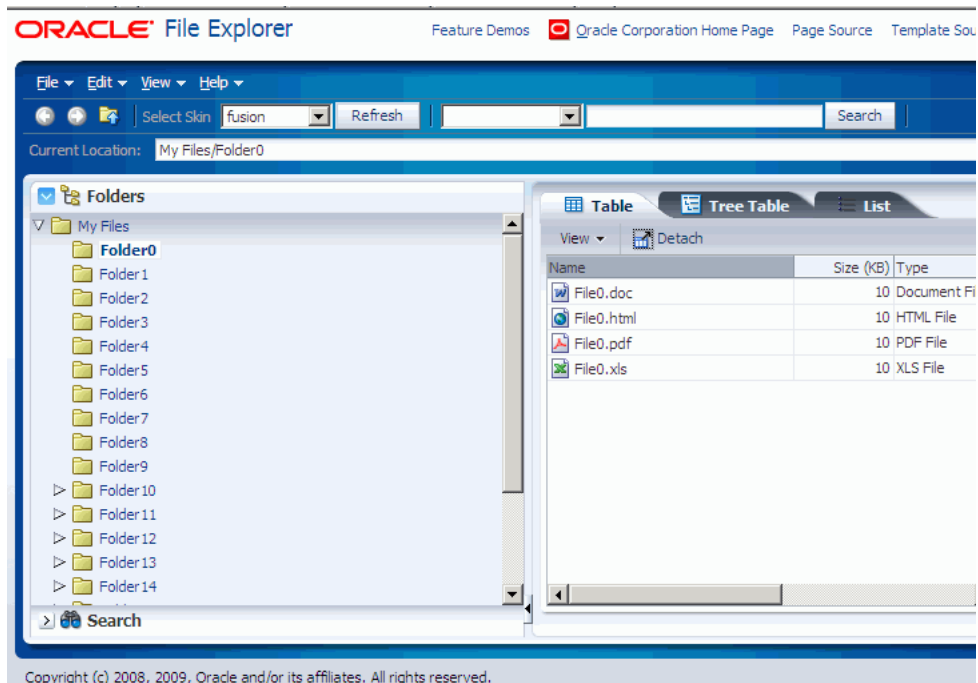 ORACLE File Explorer
Feature Demos Oracle Corporation Home Page Page Source Template Sou
File Edit View Help
Select Skin fusion Refresh Search
Current Location: My Files/Folder0
Folders
My Files
Folder0
Folder1
Folder2
Folder3
Folder4
Folder5
Folder6
Folder7
Folder8
Folder9
Folder10
Folder11
Folder12
Folder13
Folder14
Search
Table Tree Table List
View Detach
Name Size (KB) Type
File0.doc 10 Document Fi
File0.html 10 HTML File
File0.pdf 10 PDF File
File0.xls 10 XLS File
Copyright (c) 2008, 2009, Oracle and/or its affiliates. All rights reserved.